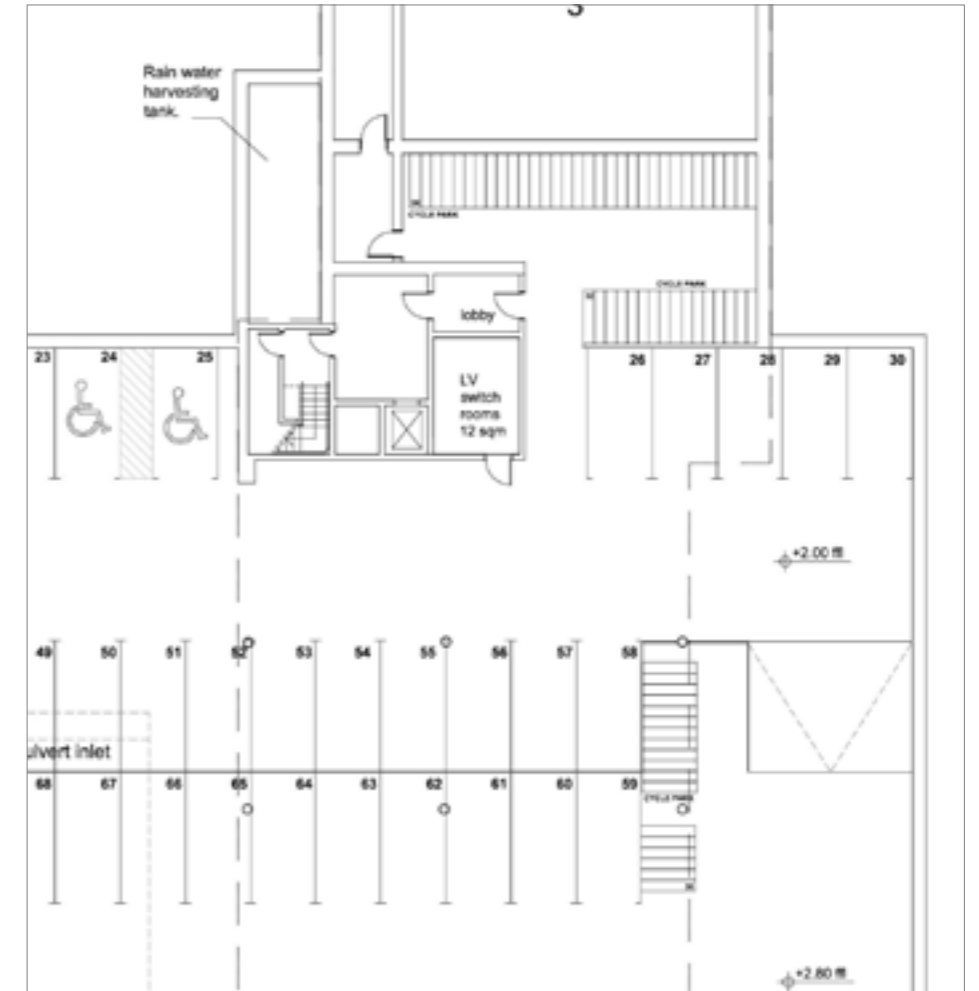 Rain water
harvesting
tank.
CYCLE PARK
CYCLE PARK
lobby
LV
switch
rooms
12 sqm
23 24 25 26 27 28 29 30
+2.00 ffl
49 50 51 52 53 54 55 56 57 58
ulvert inlet
68 67 66 65 64 63 62 61 60 59
CYCLE PARK
+2.80 ffl